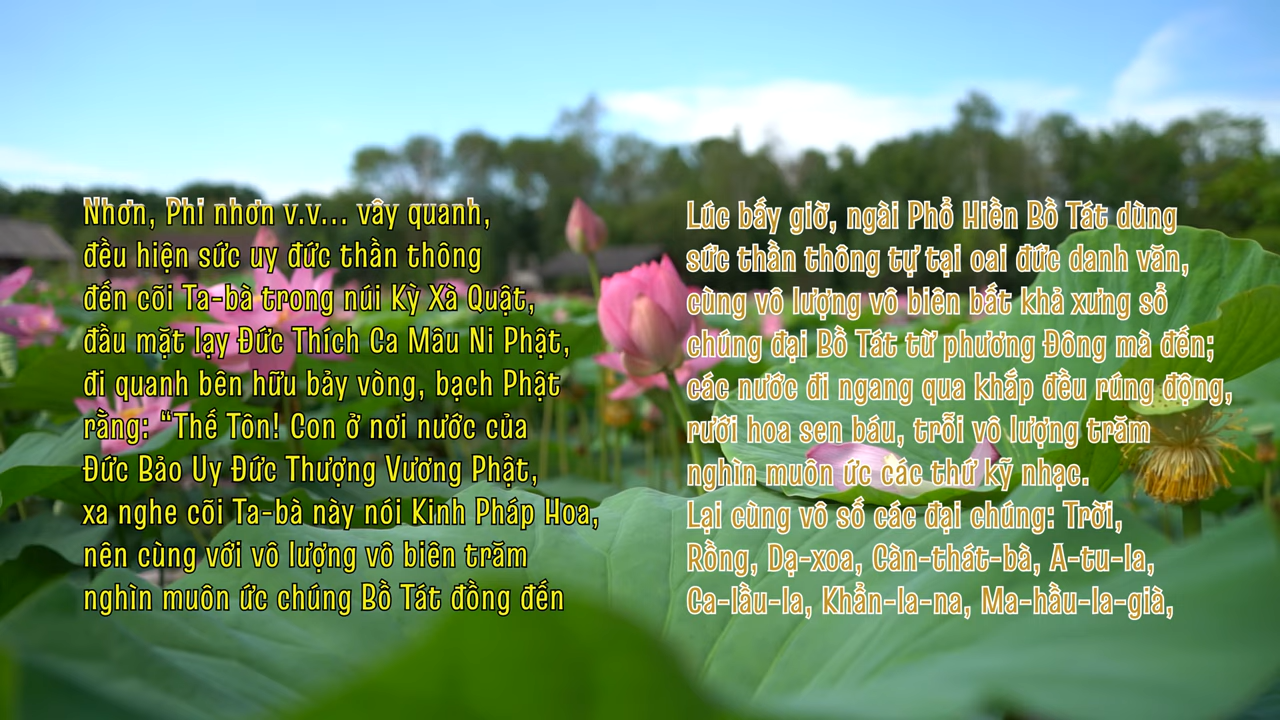 Nhơn, Phi nhơn v.v... vây quanh,
đều hiện sức uy đức thần thông
đến cõi Ta-bà trong núi Kỳ Xà Quật,
đầu mặt lạy Đức Thích Ca Mâu Ni Phật,
đi quanh bên hữu bảy vòng, bạch Phật
rằng: “Thế Tôn! Con ở nơi nước của
Đức Bảo Uy Đức Thượng Vương Phật,
xa nghe cõi Ta-bà này nói Kinh Pháp Hoa,
nên cùng với vô lượng vô biên trăm
nghìn muôn ức chúng Bồ Tát đồng đến
Lúc bấy giờ, ngài Phổ Hiền Bồ Tát dùng
sức thần thông tự tại oai đức danh văn,
cùng vô lượng vô biên bất khả xưng sổ
chúng đại Bồ Tát từ phương Đông mà đến;
các nước đi ngang qua khắp đều rúng động,
rưới hoa sen báu, trỗi vô lượng trăm
nghìn muôn ức các thứ kỹ nhạc.
Lại cùng vô số các đại chúng: Trời,
Rồng, Dạ-xoa, Càn-thát-bà, A-tu-la,
Ca-lầu-la, Khẩn-la-na, Ma-hầu-la-già,